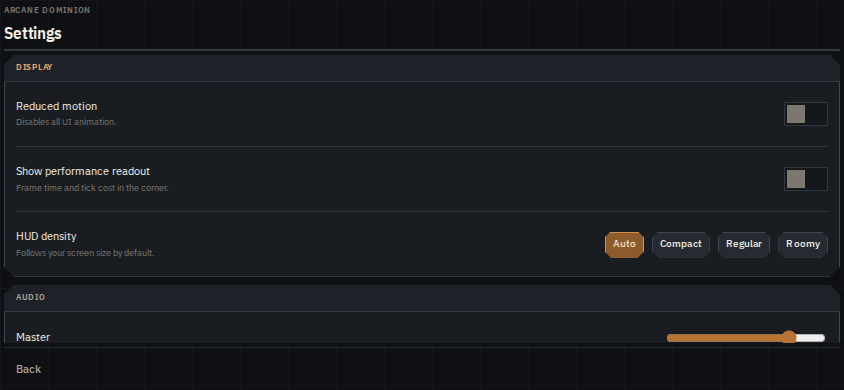 ARCANE DOMINION
Settings
DISPLAY
Reduced motion
Disables all UI animation.
Show performance readout
Frame time and tick cost in the corner.
HUD density
Follows your screen size by default.
Auto Compact Regular Roomy
AUDIO
Master
Back